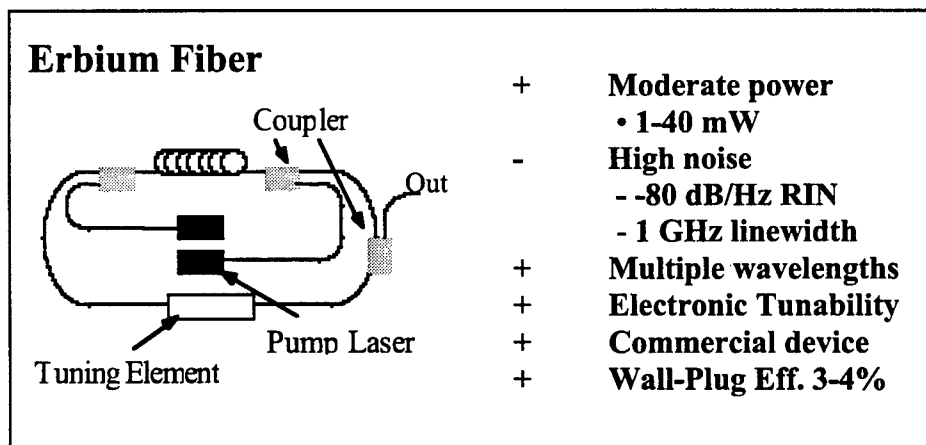 Erbium Fiber
Coupler
Out
Pump Laser
Tuning Element
+ Moderate power
• 1-40 mW
- High noise
- -80 dB/Hz RIN
- 1 GHz linewidth
+ Multiple wavelengths
+ Electronic Tunability
+ Commercial device
+ Wall-Plug Eff. 3-4%